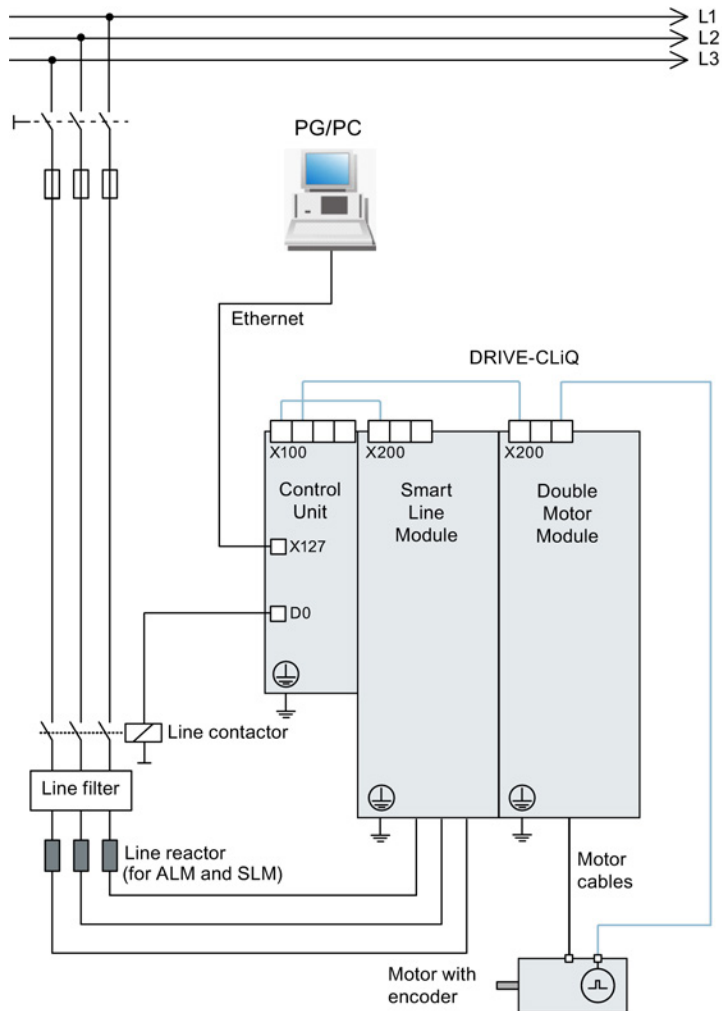 L1
L2
L3
PG/PC
Ethernet
DRIVE-CLiQ
X100
X200
X200
Control
Unit
Smart
Line
Module
Double
Motor
Module
X127
D0
Line contactor
Line filter
Line reactor
(for ALM and SLM)
Motor
cables
Motor with
encoder